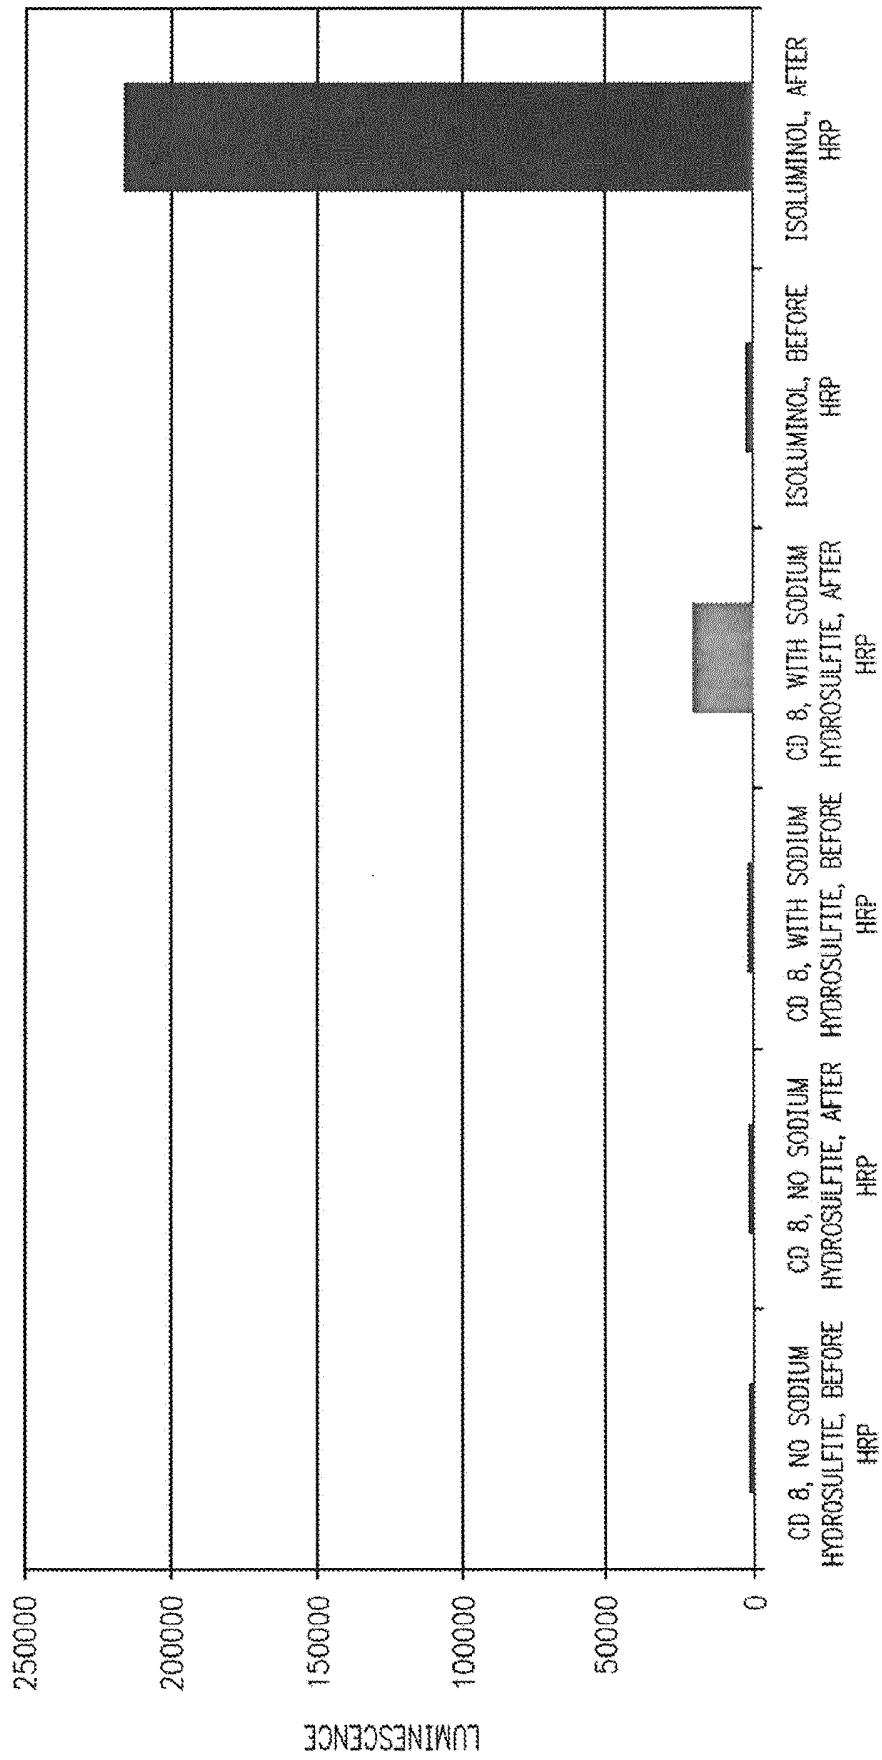 LUMINESCENCE
250000
200000
150000
100000
50000
0
CD 8, NO SODIUM
HYDROSULFITE, BEFORE
HRP
CD 8, NO SODIUM
HYDROSULFITE, AFTER
HRP
CD 8, WITH SODIUM
HYDROSULFITE, BEFORE
HRP
CD 8, WITH SODIUM
HYDROSULFITE, AFTER
HRP
ISOLUMINOL, BEFORE
HRP
ISOLUMINOL, AFTER
HRP